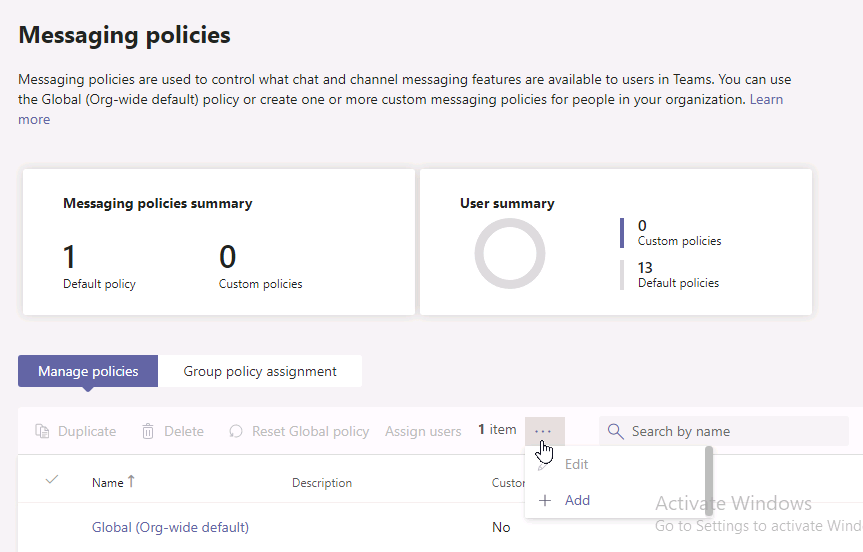 Messaging policies
Messaging policies are used to control what chat and channel messaging features are available to users in Teams. You can use
the Global (Org-wide default) policy or create one or more custom messaging policies for people in your organization. Learn
more
Messaging policies summary
1
Default policy
0
Custom policies
User summary
0
Custom policies
13
Default policies
Manage policies
Group policy assignment
Duplicate Delete Reset Global policy Assign users 1 item ... Search by name
Edit
Name ↑ Description Custor
Add
Activate Windows
Go to Settings to activate Wind
Global (Org-wide default) No